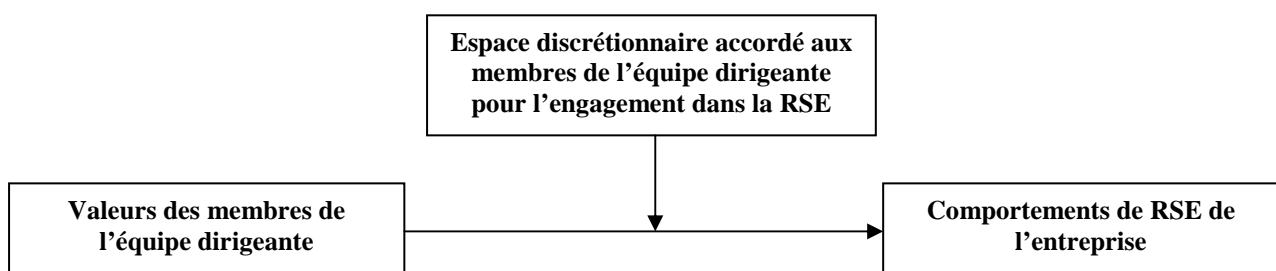 Espace discrétionnaire accordé aux
membres de l’équipe dirigeante
pour l’engagement dans la RSE
Valeurs des membres de
l’équipe dirigeante
Comportements de RSE de
l’entreprise